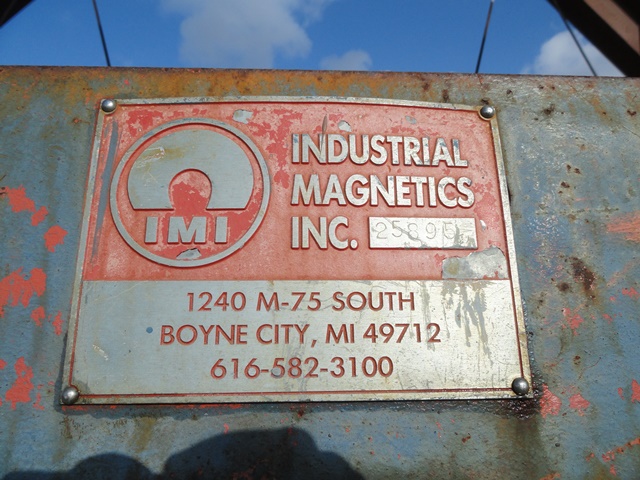 IMI
INDUSTRIAL
MAGNETICS
INC.
1240 M-75 SOUTH
BOYNE CITY, MI 49712
616-582-3100